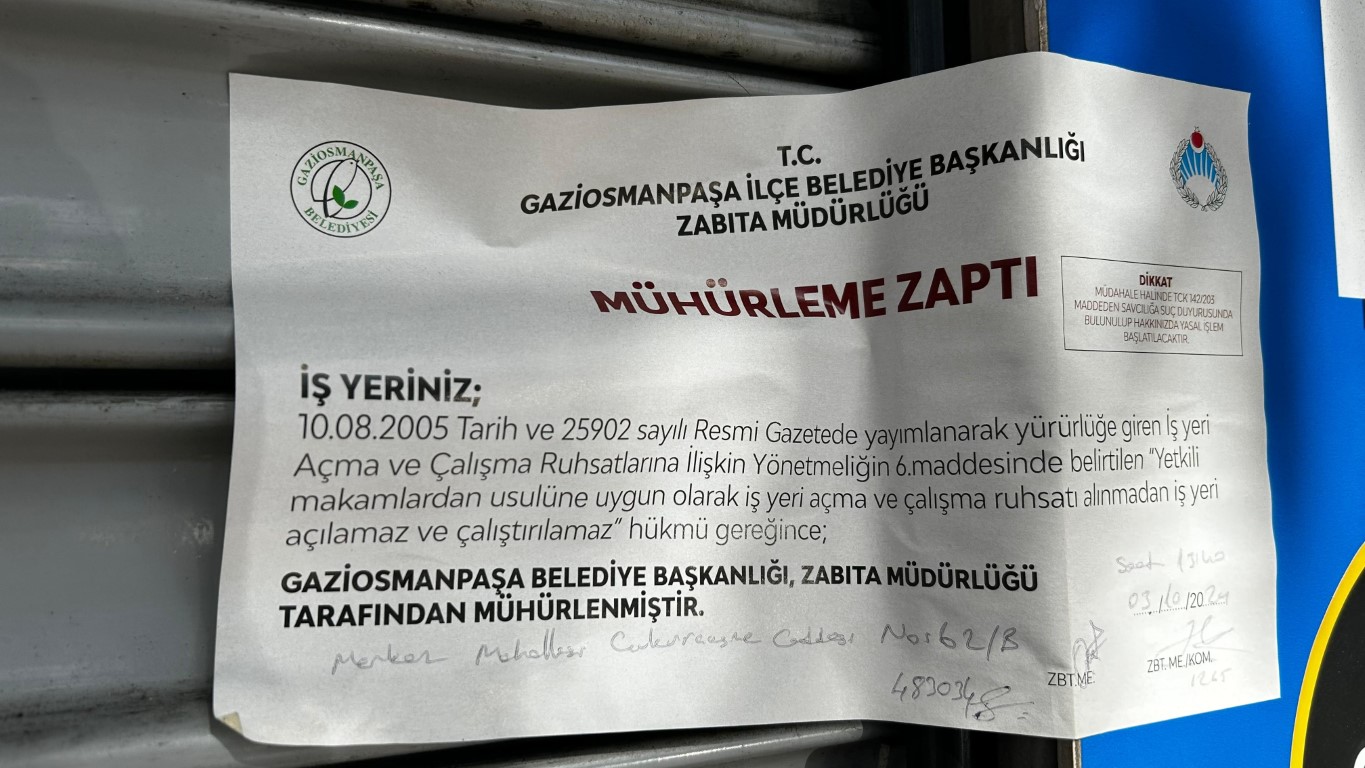 GAZİOSMANPAŞA
BELEDİYESİ
T.C.
GAZİOSMANPAŞA İLÇE BELEDİYE BAŞKANLIĞI
ZABITA MÜDÜRLÜĞÜ
MÜHÜRLEME ZAPTI
DİKKAT
MÜDAHALE HALİNDE TCK 142/203
MADDEDEN SAVCILIĞA SUÇ DUYURUSUNDA
BULUNULUP HAKKINIZDA YASAL İŞLEM
BAŞLATILACAKTIR.
İŞ YERİNİZ;
10.08.2005 Tarih ve 25902 sayılı Resmi Gazetede yayımlanarak yürürlüğe giren İş yeri
Açma ve Çalışma Ruhsatlarına İlişkin Yönetmeliğin 6.maddesinde belirtilen “Yetkili
makamlardan usulüne uygun olarak iş yeri açma ve çalışma ruhsatı alınmadan iş yeri
açılamaz ve çalıştırılamaz” hükmü gereğince;
GAZİOSMANPAŞA BELEDİYE BAŞKANLIĞI, ZABITA MÜDÜRLÜĞÜ
TARAFINDAN MÜHÜRLENMİŞTİR.
Saat
03/10/2024
Merkez Mahallesi Caddesi No:62/B
ZBT.ME.
ZBT. ME./KOM.